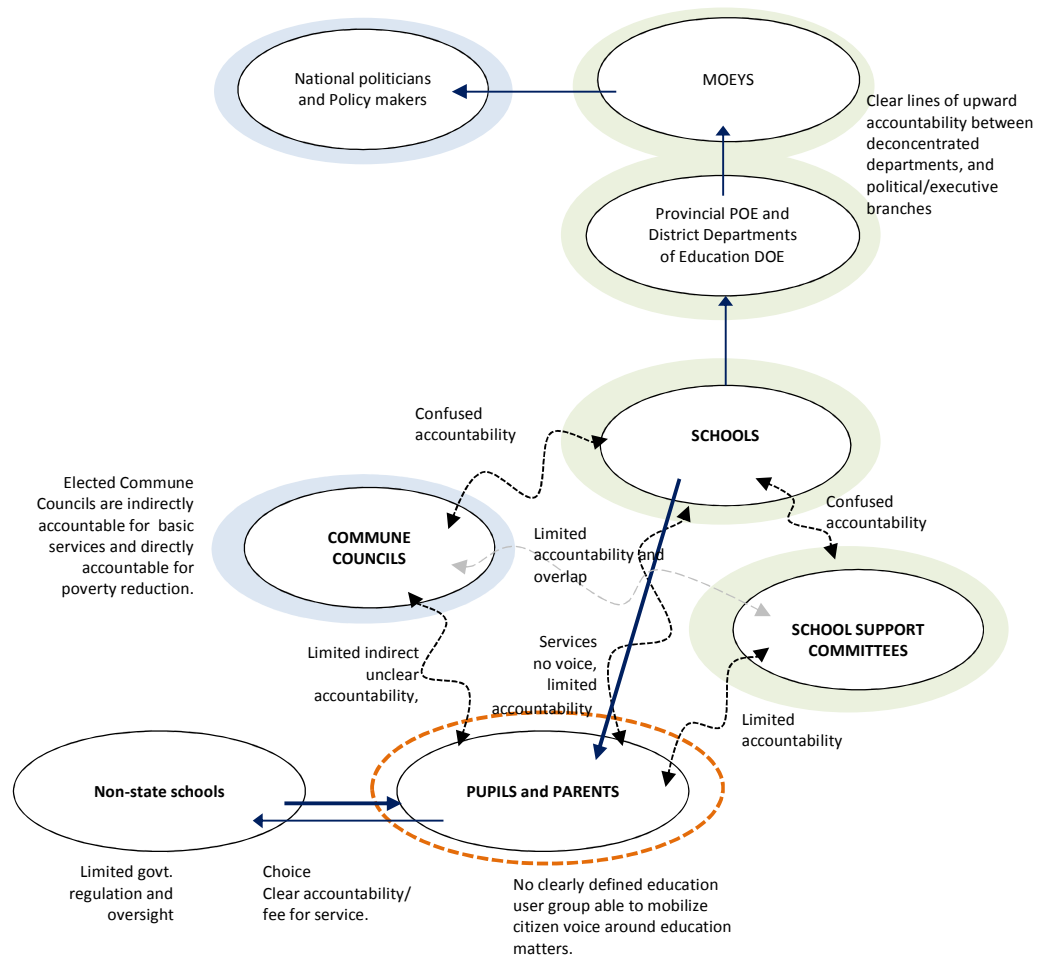 National politicians
and Policy makers
MOEYS
Clear lines of upward
accountability between
deconcentrated
departments, and
political/executive
branches
Provincial POE and
District Departments
of Education DOE
Confused
accountability
SCHOOLS
Elected Commune
Councils are indirectly
accountable for basic
services and directly
accountable for
poverty reduction.
COMMUNE
COUNCILS
Limited
accountability and
overlap
Confused
accountability
SCHOOL SUPPORT
COMMITTEES
Limited indirect
unclear
accountability,
Services
no voice,
limited
accountability
Limited
accountability
Non-state schools
PUPILS and PARENTS
Limited govt.
regulation and
oversight
Choice
Clear accountability/
fee for service.
No clearly defined education
user group able to mobilize
citizen voice around education
matters.